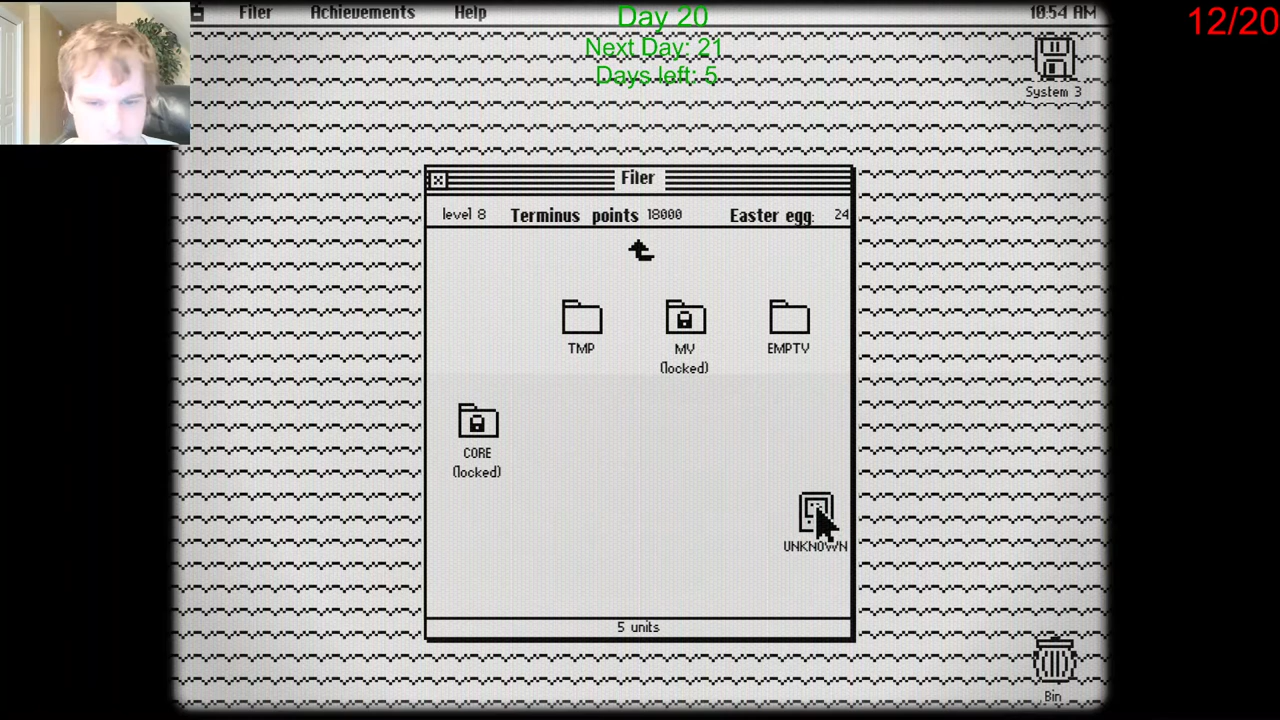 Filer Achievements Help
Day 20
10:54 AM
12/20
Next Day: 21
Days left: 5
System 3
Filer
level 8 Terminus points 18000 Easter egg: 24
TMP MV EMPTY
(locked)
CORE
(locked)
UNKNOWN
5 units
Bin